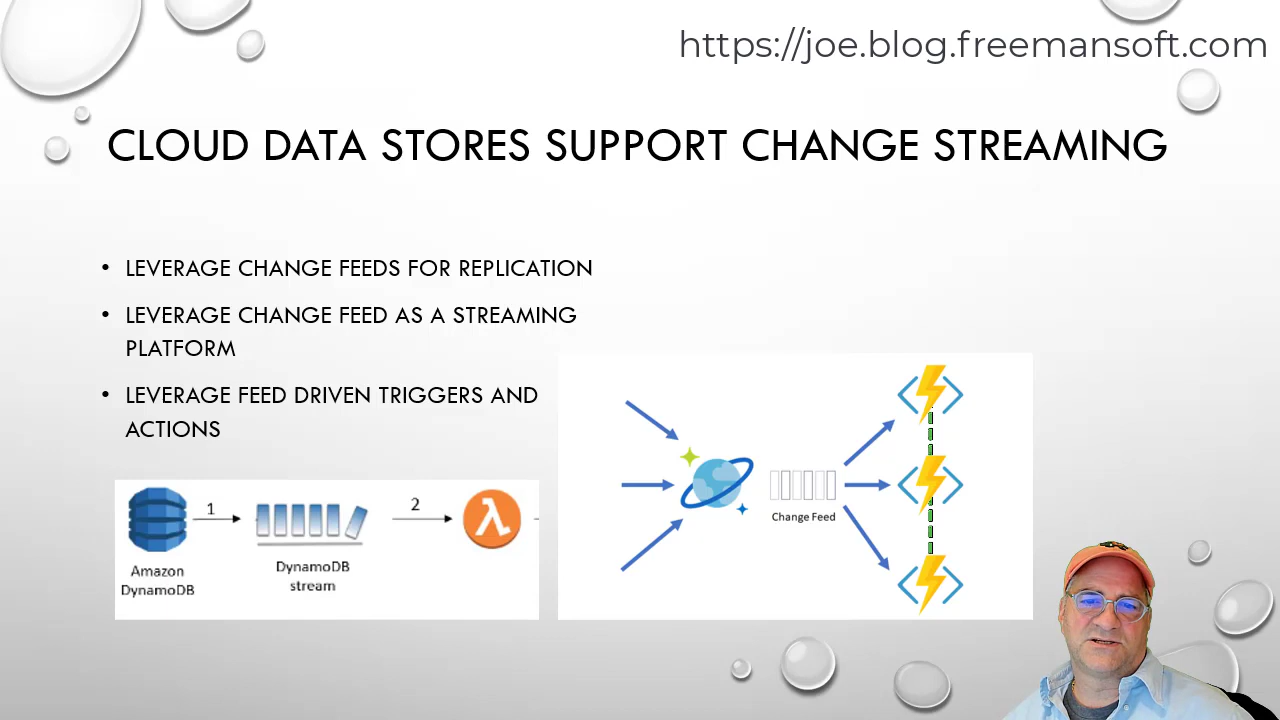 https://joe.blog.freemansoft.com
CLOUD DATA STORES SUPPORT CHANGE STREAMING
• LEVERAGE CHANGE FEEDS FOR REPLICATION
• LEVERAGE CHANGE FEED AS A STREAMING
PLATFORM
• LEVERAGE FEED DRIVEN TRIGGERS AND
ACTIONS
1
2
λ
Amazon
DynamoDB
DynamoDB
stream
Change Feed